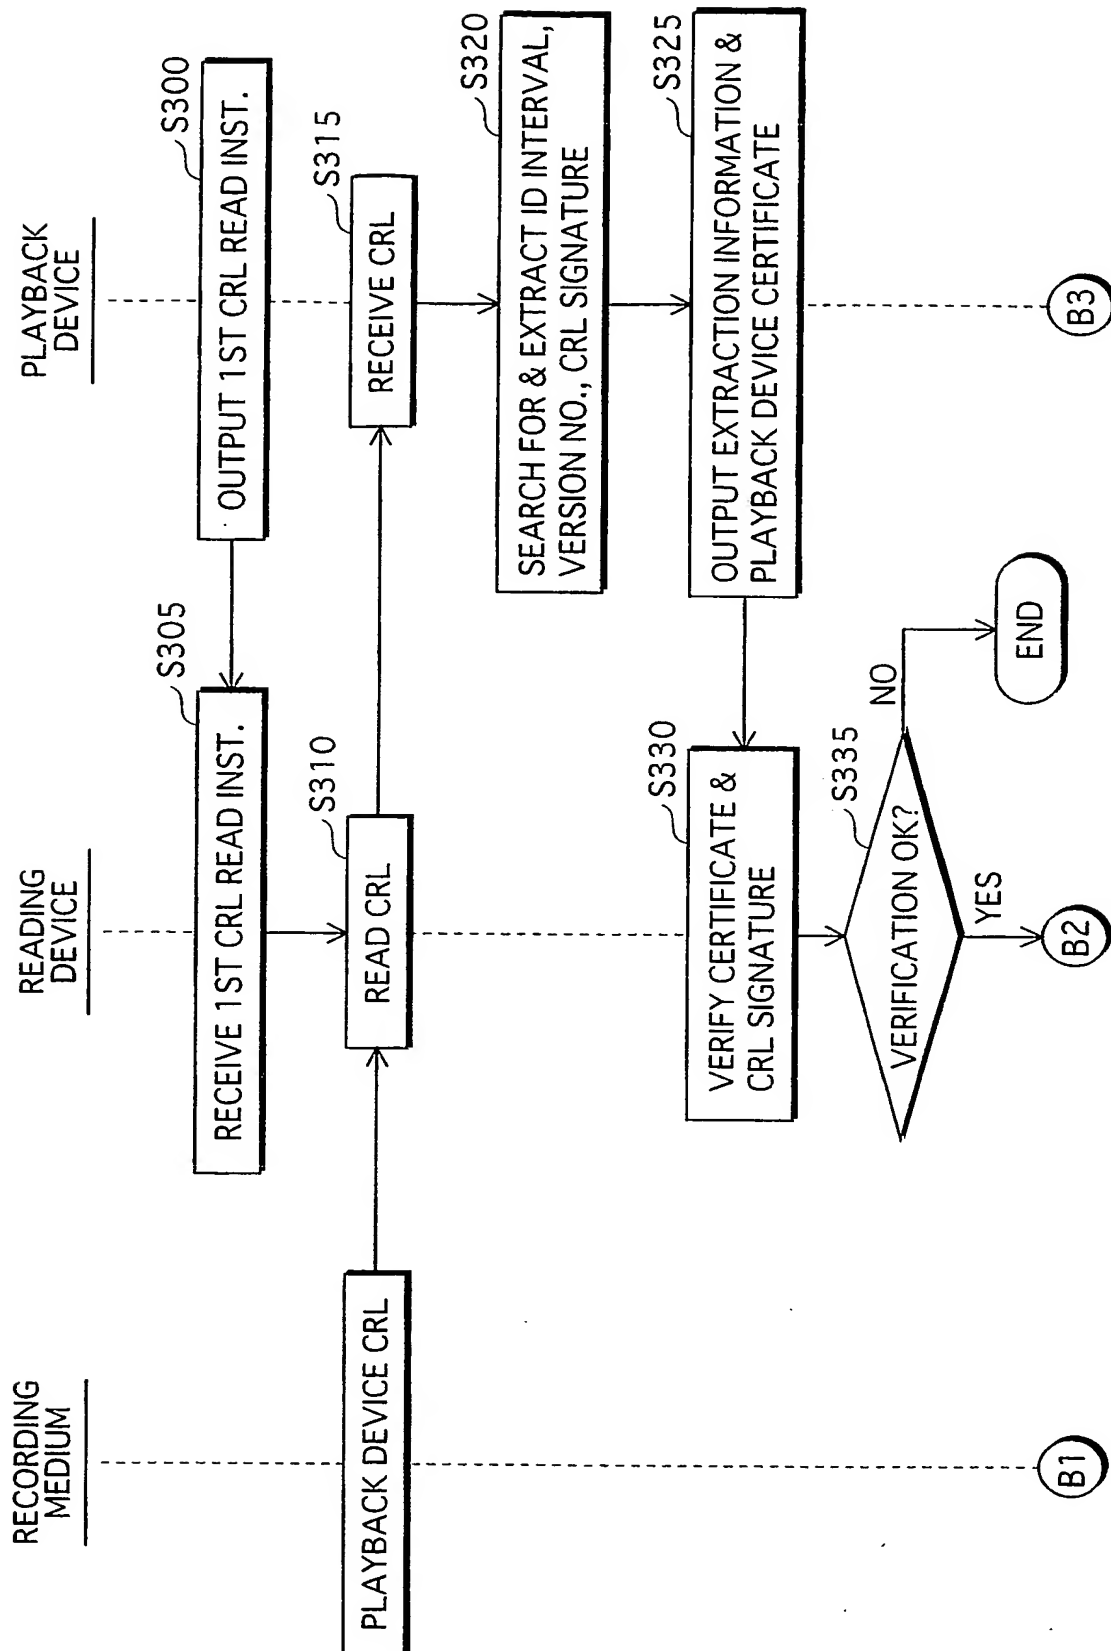 RECORDING
MEDIUM
READING
DEVICE
PLAYBACK
DEVICE
S300
OUTPUT 1ST CRL READ INST.
S305
RECEIVE 1ST CRL READ INST.
PLAYBACK DEVICE CRL
S310
READ CRL
S315
RECEIVE CRL
S320
SEARCH FOR & EXTRACT ID INTERVAL,
VERSION NO., CRL SIGNATURE
S325
OUTPUT EXTRACTION INFORMATION &
PLAYBACK DEVICE CERTIFICATE
S330
VERIFY CERTIFICATE &
CRL SIGNATURE
S335
VERIFICATION OK?
NO
END
YES
B1
B2
B3